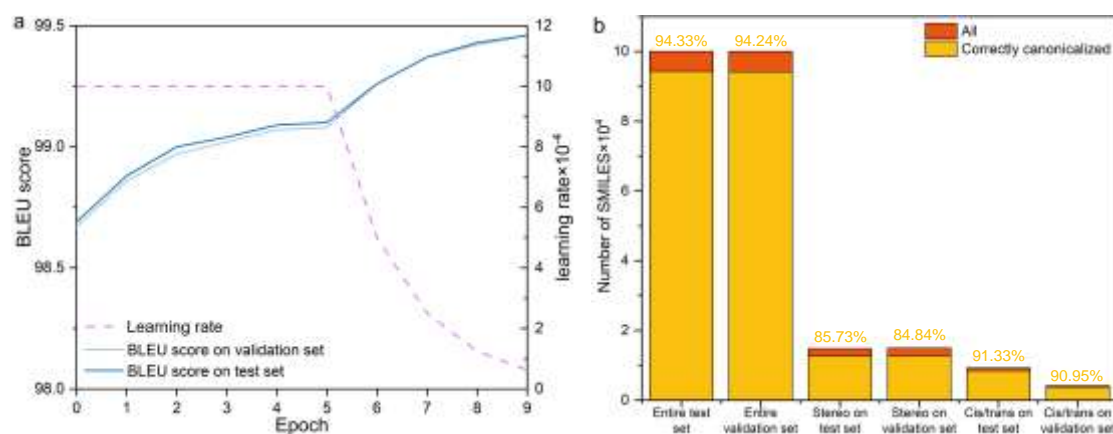 a
99.5
99.0
98.5
98.0
BLEU score
12
10
8
6
4
2
0
learning rate×10⁻⁴
Learning rate
BLEU score on validation set
BLEU score on test set
0 1 2 3 4 5 6 7 8 9
Epoch
b
All
Correctly canonicalized
94.33% 94.24%
85.73% 84.84%
91.33%
90.95%
10
8
6
4
2
0
Number of SMILES×10⁴
Entire test set
Entire validation set
Stereo on test set
Stereo on validation set
Cis/trans on test set
Cis/trans on validation set